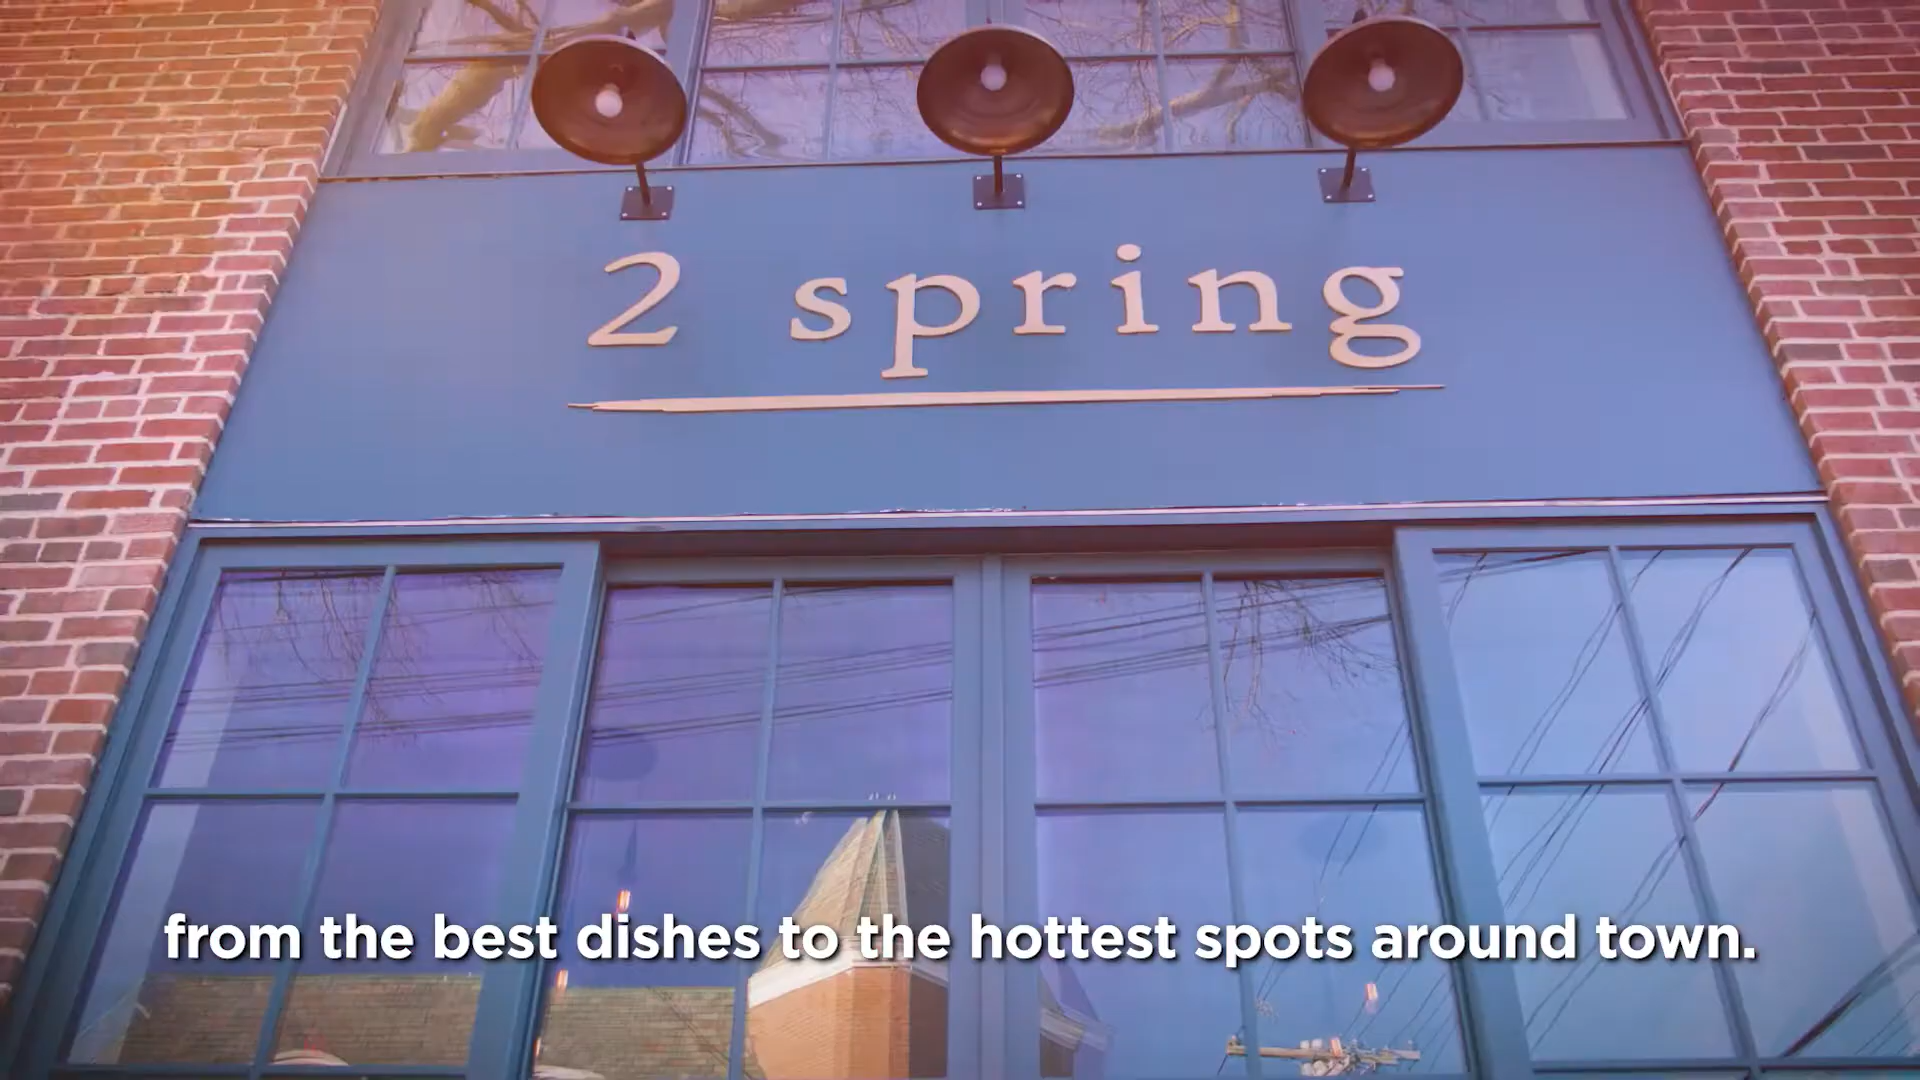 2 spring
from the best dishes to the hottest spots around town.